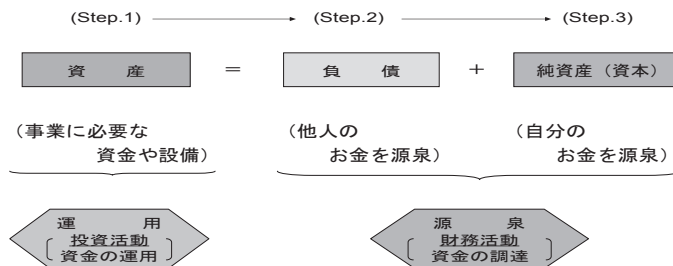 (Step.1) (Step.2) (Step.3)
資　産 ＝ 負　債 ＋ 純資産（資本）
（事業に必要な　（他人の　（自分の
資金や設備）　お金を源泉）　お金を源泉）
運　用　源　泉
投資活動　財務活動
資金の運用　資金の調達